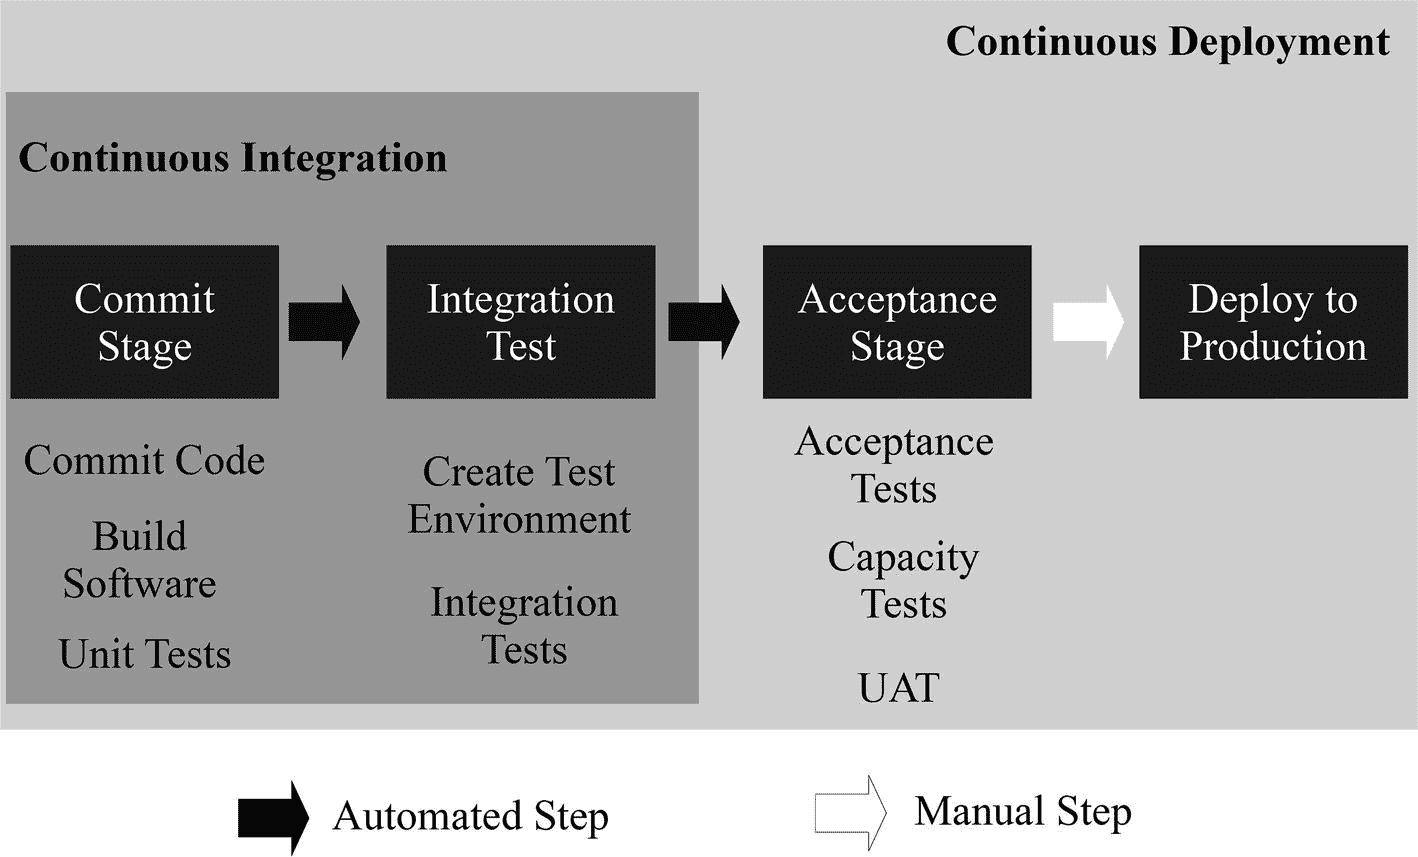 Continuous Deployment
Continuous Integration
Commit
Stage
Integration
Test
Acceptance
Stage
Deploy to
Production
Commit Code
Build
Software
Unit Tests
Create Test
Environment
Integration
Tests
Acceptance
Tests
Capacity
Tests
UAT
Automated Step
Manual Step